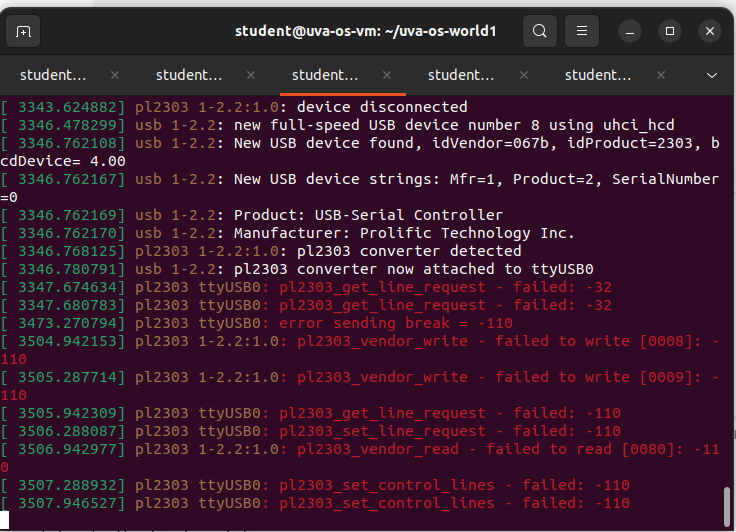 student@uva-os-vm: ~/uva-os-world1
student... × student... × student... × student... × student... ×
[ 3343.624882] pl2303 1-2.2:1.0: device disconnected
[ 3346.478299] usb 1-2.2: new full-speed USB device number 8 using uhci_hcd
[ 3346.762108] usb 1-2.2: New USB device found, idVendor=067b, idProduct=2303, b
cdDevice= 4.00
[ 3346.762167] usb 1-2.2: New USB device strings: Mfr=1, Product=2, SerialNumber
=0
[ 3346.762169] usb 1-2.2: Product: USB-Serial Controller
[ 3346.762170] usb 1-2.2: Manufacturer: Prolific Technology Inc.
[ 3346.768125] pl2303 1-2.2:1.0: pl2303 converter detected
[ 3346.780791] usb 1-2.2: pl2303 converter now attached to ttyUSB0
[ 3347.674634] pl2303 ttyUSB0: pl2303_get_line_request - failed: -32
[ 3347.680783] pl2303 ttyUSB0: pl2303_get_line_request - failed: -32
[ 3473.270794] pl2303 ttyUSB0: error sending break = -110
[ 3504.942153] pl2303 1-2.2:1.0: pl2303_vendor_write - failed to write [0008]: -
110
[ 3505.287714] pl2303 1-2.2:1.0: pl2303_vendor_write - failed to write [0009]: -
110
[ 3505.942309] pl2303 ttyUSB0: pl2303_get_line_request - failed: -110
[ 3506.288087] pl2303 ttyUSB0: pl2303_set_line_request - failed: -110
[ 3506.942977] pl2303 1-2.2:1.0: pl2303_vendor_read - failed to read [0080]: -11
0
[ 3507.288932] pl2303 ttyUSB0: pl2303_set_control_lines - failed: -110
[ 3507.946527] pl2303 ttyUSB0: pl2303_set_control_lines - failed: -110